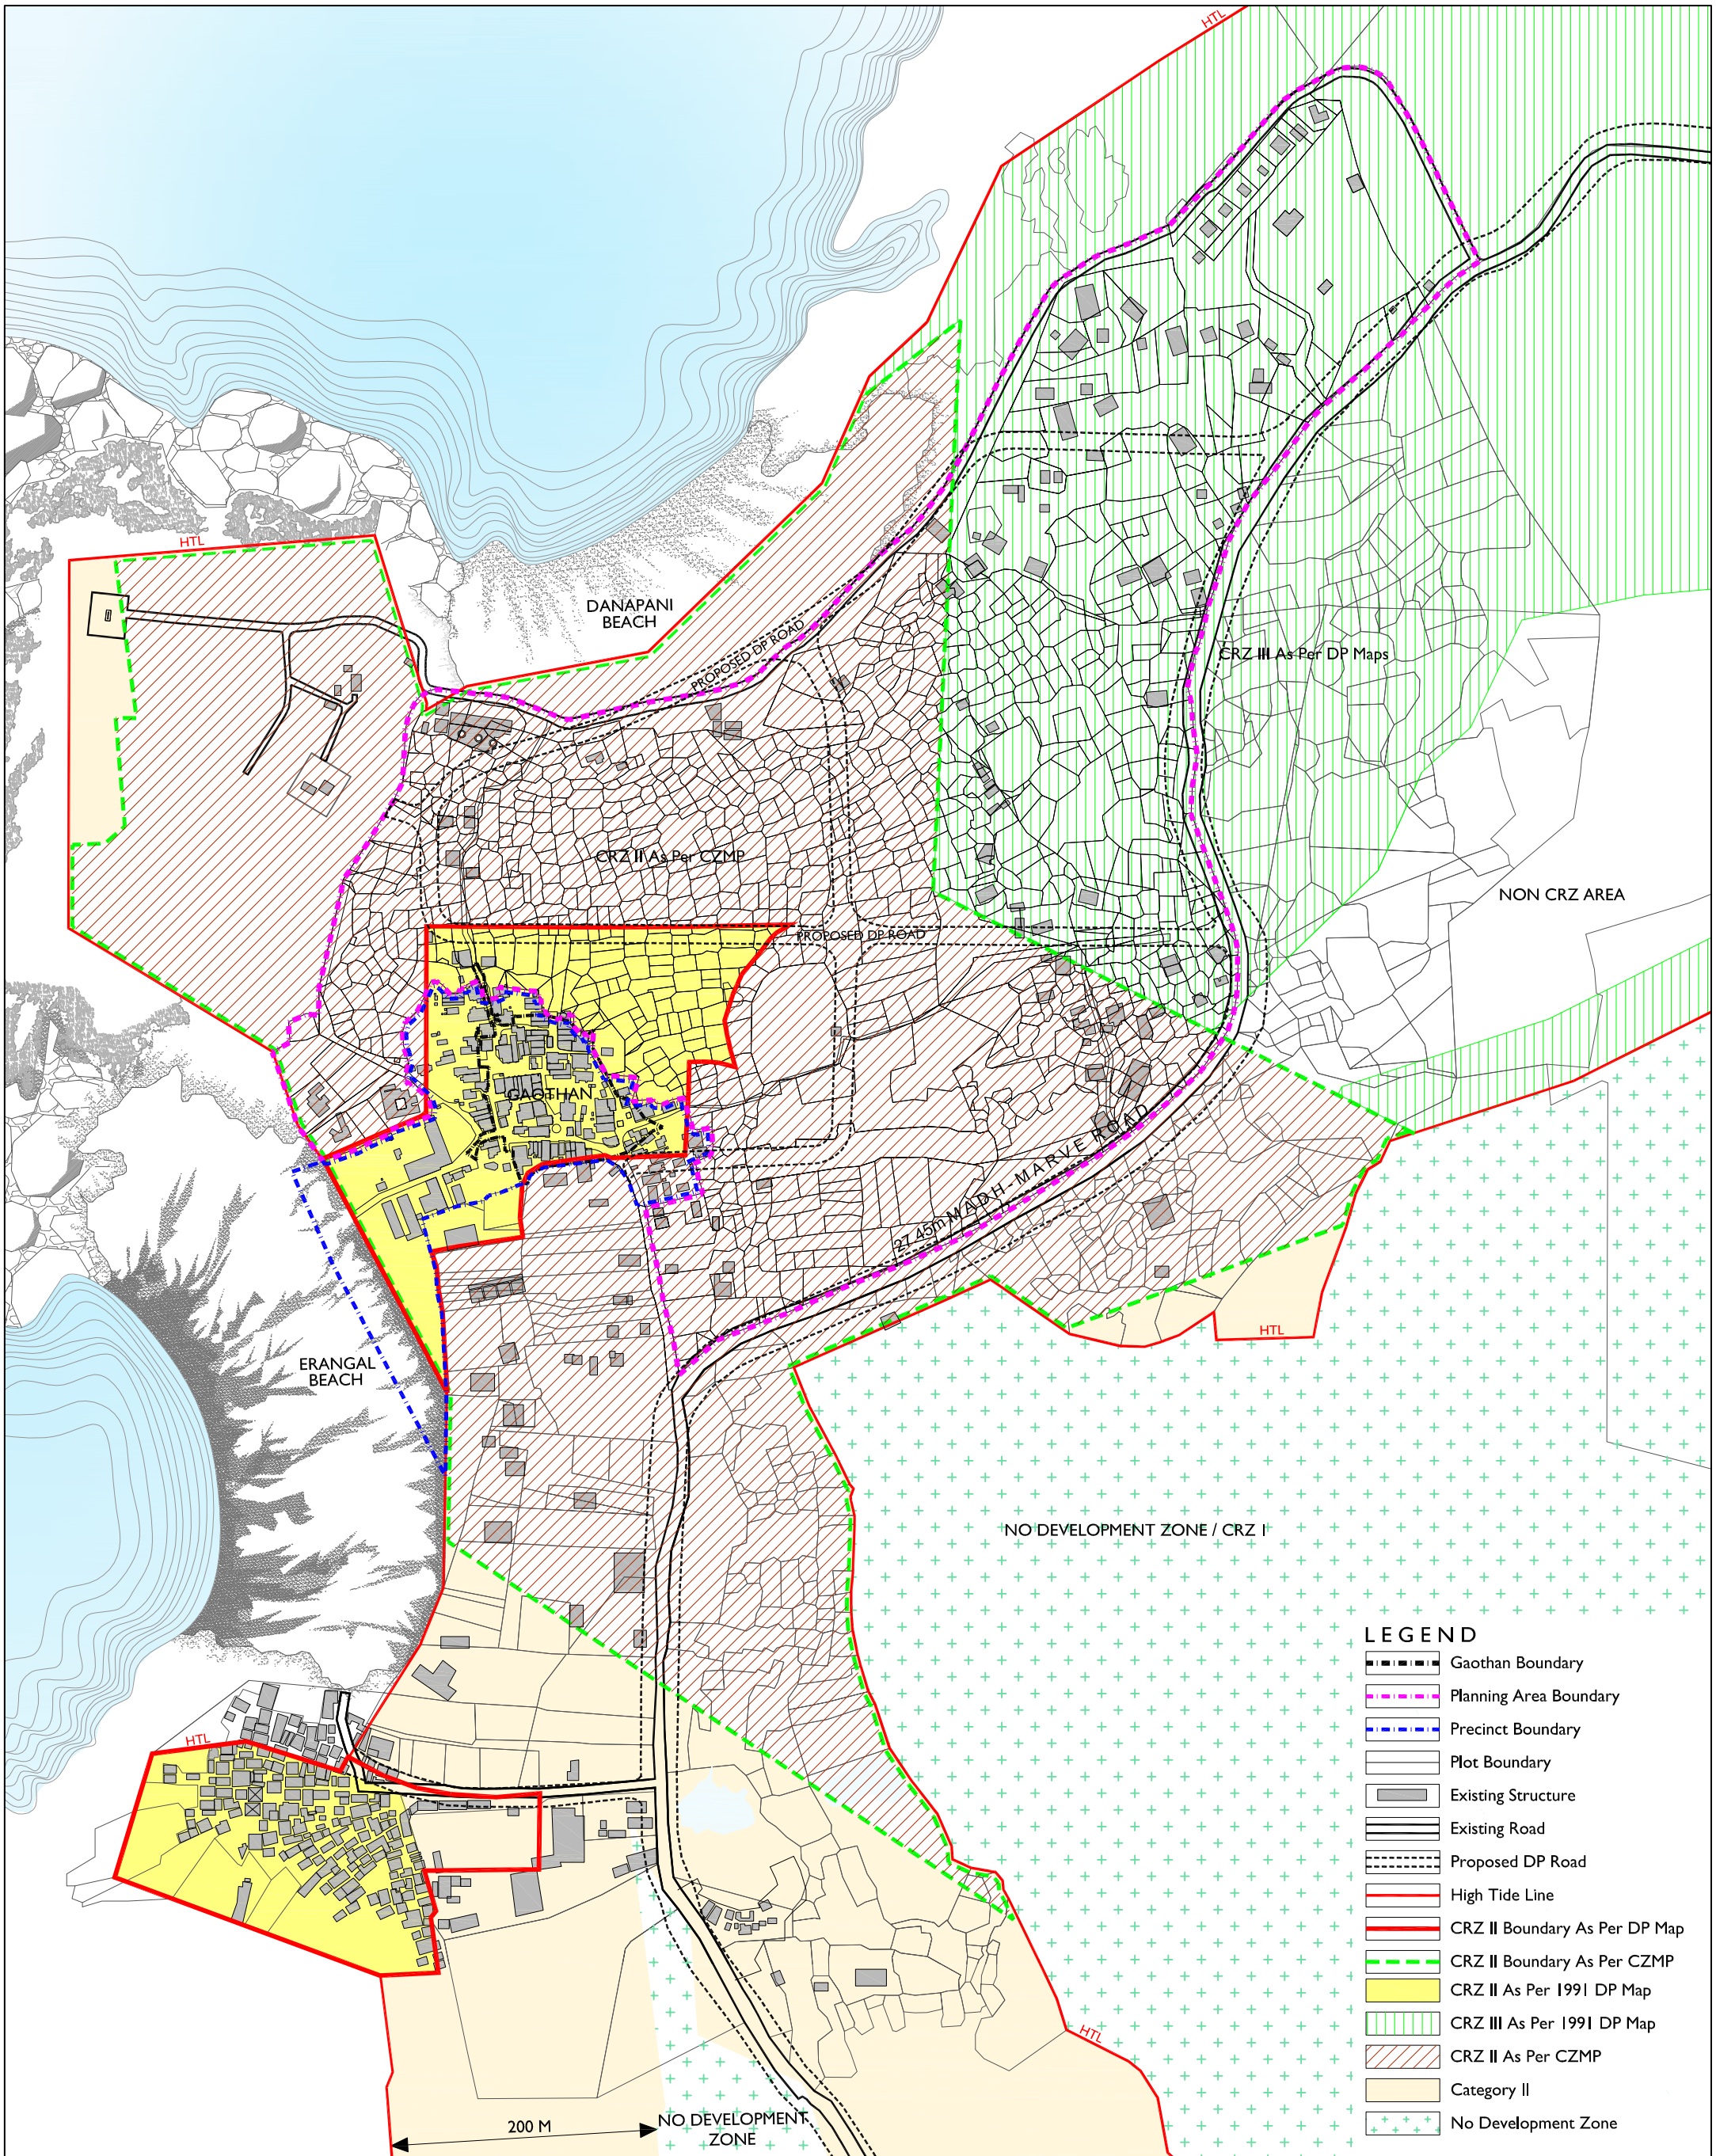 HTL
HTL
DANAPANI
BEACH
PROPOSED DP ROAD
CRZ III As Per DP Maps
CRZ II As Per CZMP
NON CRZ AREA
PROPOSED DP ROAD
GAOTHAN
27.45m MADH-MARVE ROAD
HTL
ERANGAL
BEACH
NO DEVELOPMENT ZONE / CRZ I
HTL
HTL
200 M
NO DEVELOPMENT
ZONE
LEGEND
Gaothan Boundary
Planning Area Boundary
Precinct Boundary
Plot Boundary
Existing Structure
Existing Road
Proposed DP Road
High Tide Line
CRZ II Boundary As Per DP Map
CRZ II Boundary As Per CZMP
CRZ II As Per 1991 DP Map
CRZ III As Per 1991 DP Map
CRZ II As Per CZMP
Category II
No Development Zone